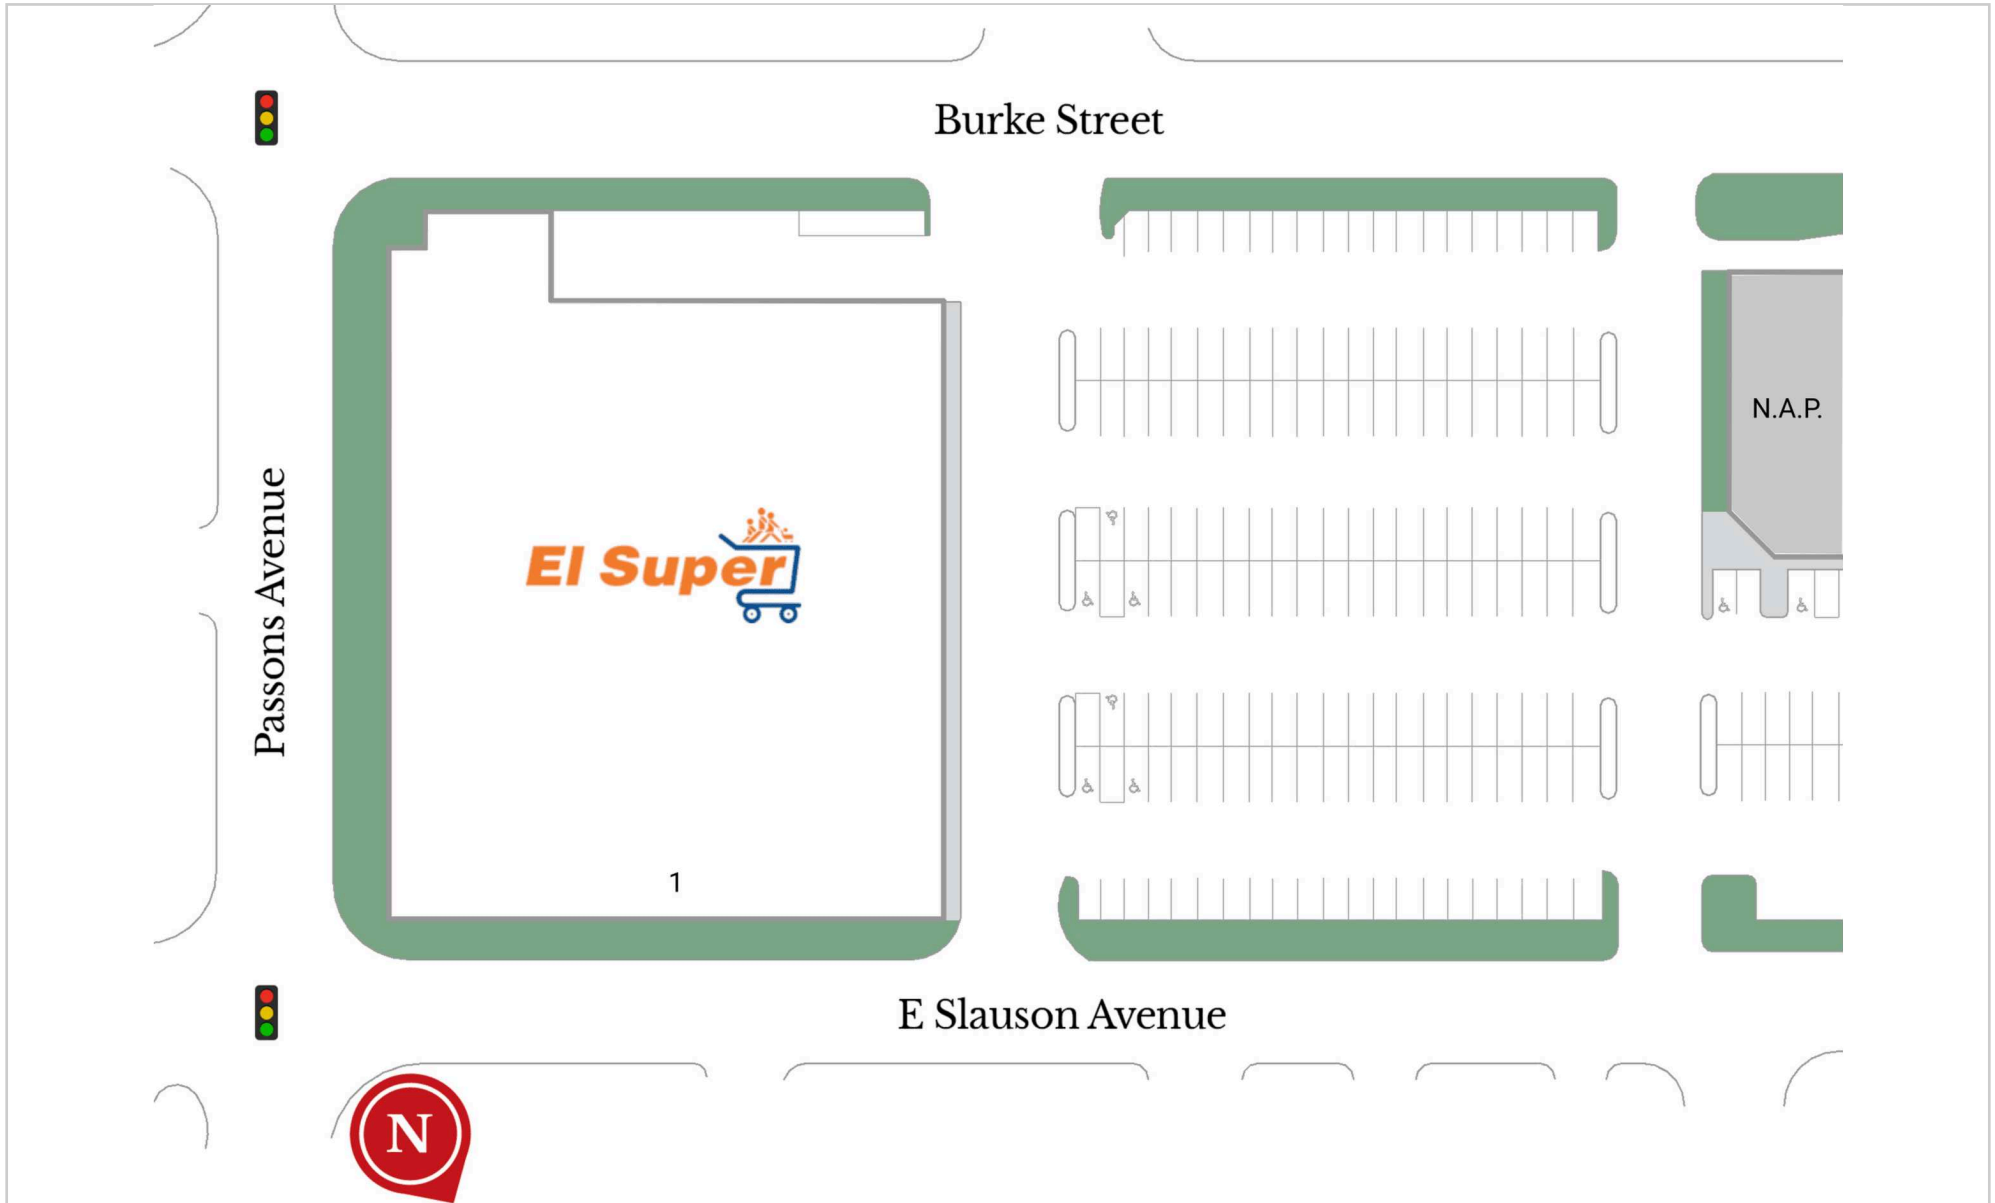 Burke Street
N.A.P.
Passons Avenue
El Super
1
E Slauson Avenue
N